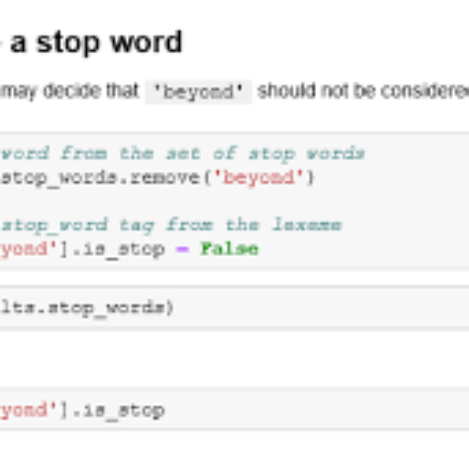 a stop word
may decide that 'beyond' should not be considered
word from the set of stop words
stop_words.remove('beyond')
stop_word tag from the lexeme
yond'].is_stop = False
lts.stop_words)
yond'].is_stop